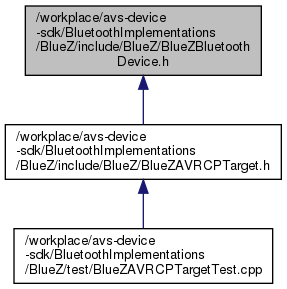 /workplace/avs-device
-sdk/BluetoothImplementations
/BlueZ/include/BlueZ/BlueZBluetooth
Device.h
/workplace/avs-device
-sdk/BluetoothImplementations
/BlueZ/include/BlueZ/BlueZAVRCPTarget.h
/workplace/avs-device
-sdk/BluetoothImplementations
/BlueZ/test/BlueZAVRCPTargetTest.cpp